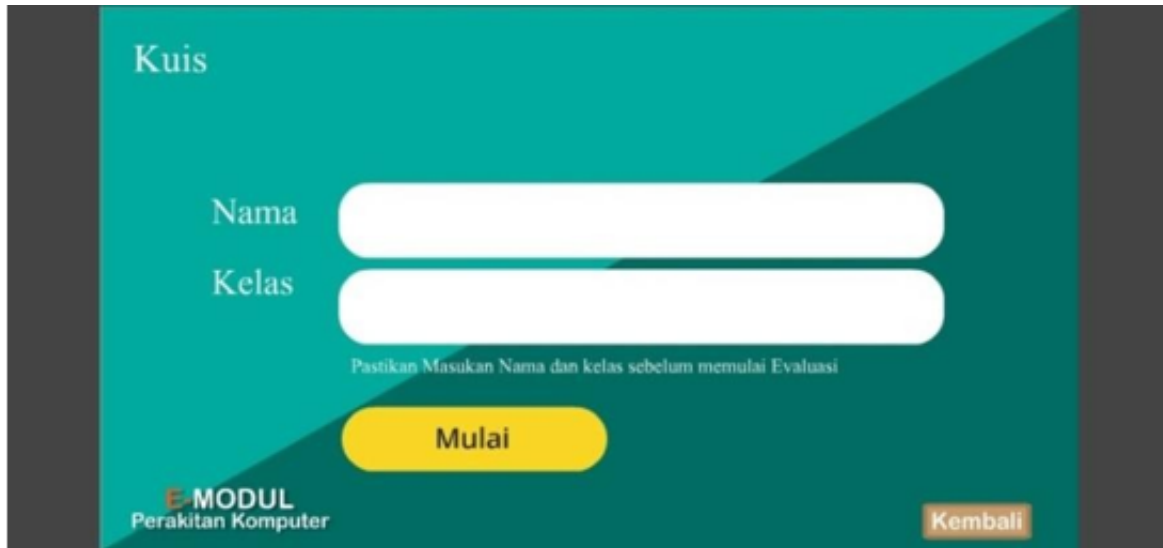 Kuis
Nama
Kelas
Pastikan Masukan Nama dan kelas sebelum memulai Evaluasi
Mulai
E-MODUL
Perakitan Komputer
Kembali